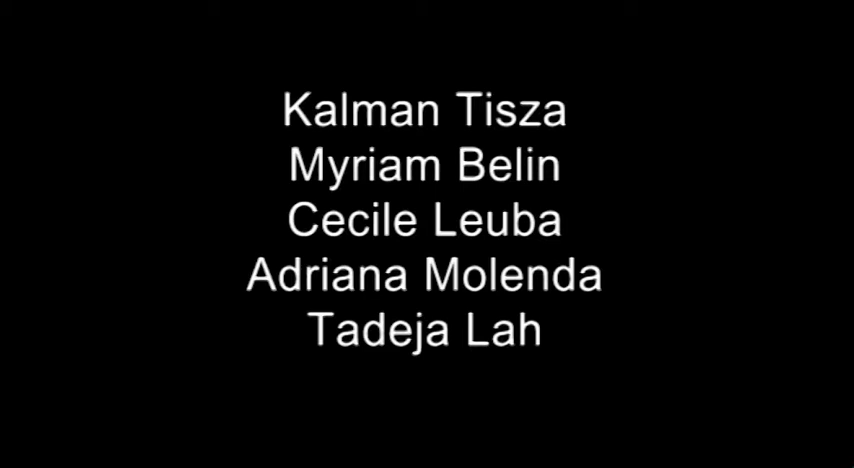 Kalman Tisza
Myriam Belin
Cecile Leuba
Adriana Molenda
Tadeja Lah